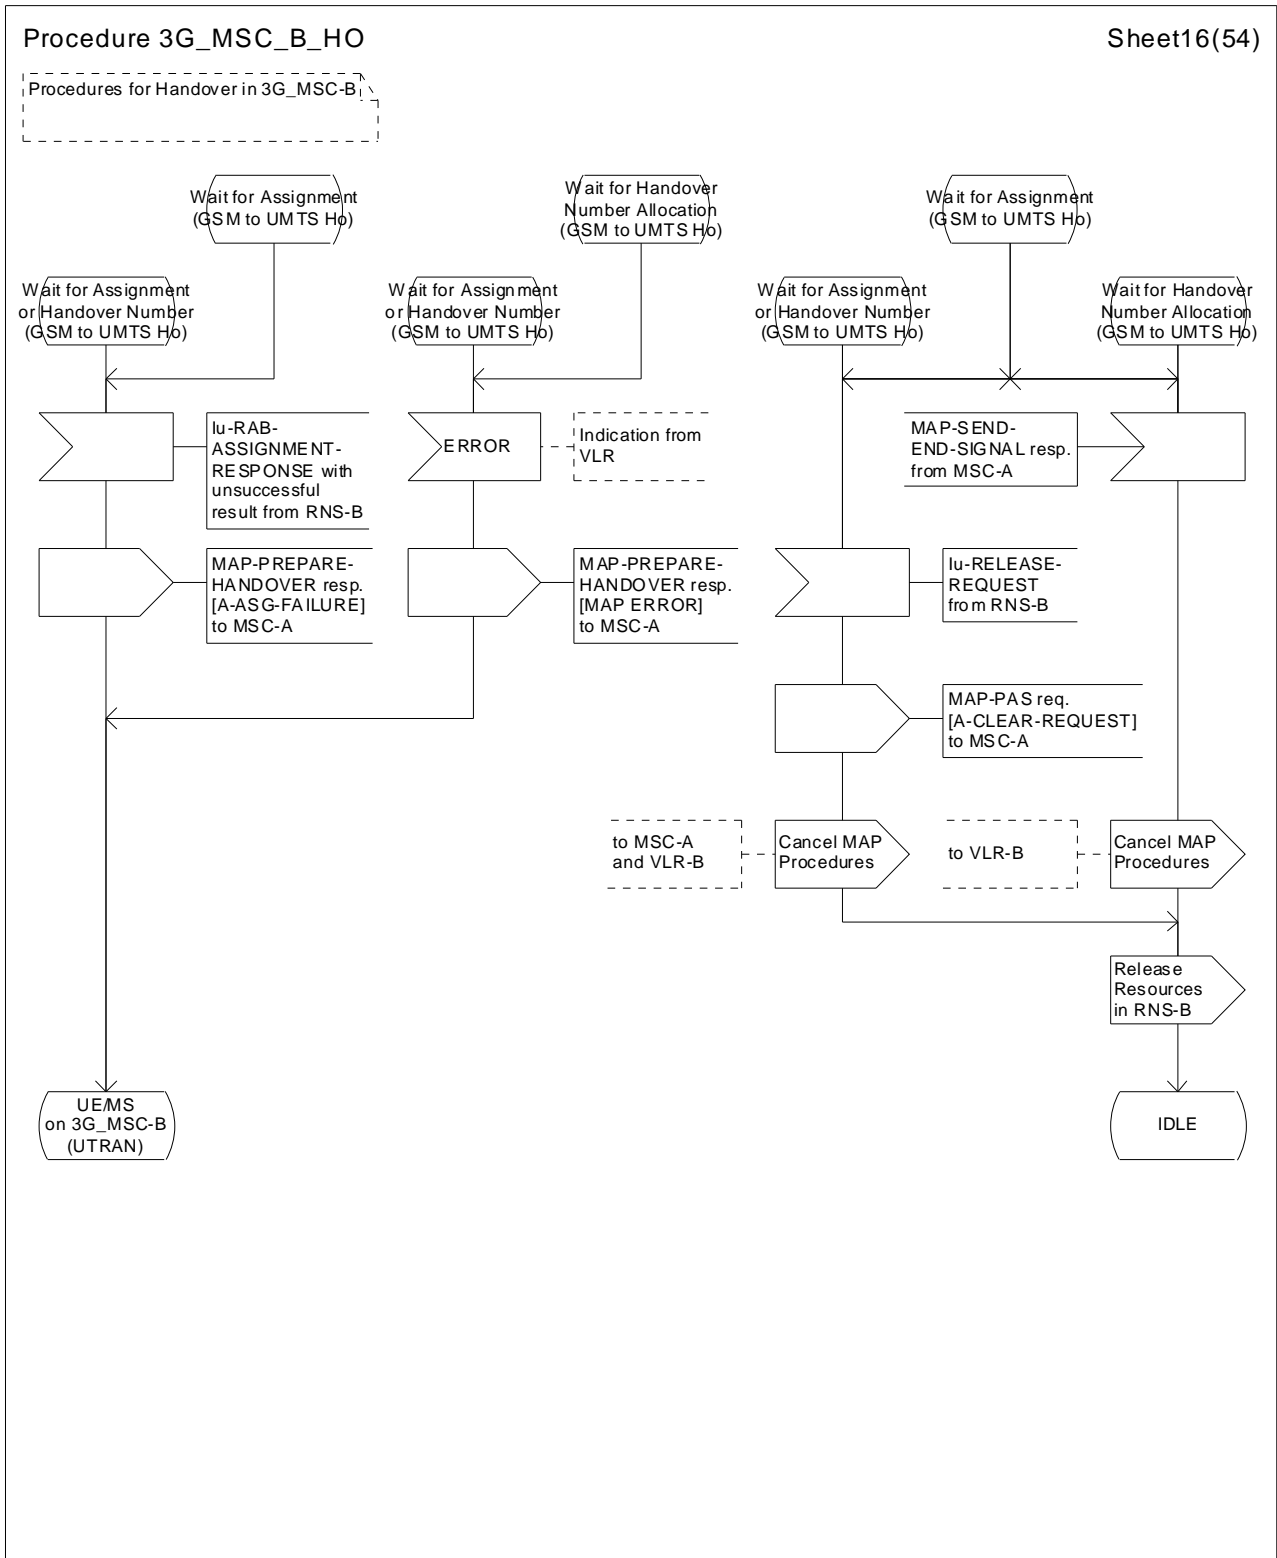 Procedure 3G_MSC_B_HO
Sheet16(54)
Procedures for Handover in 3G_MSC-B
Wait for Assignment
(GSM to UMTS Ho)
Wait for Handover
Number Allocation
(GSM to UMTS Ho)
Wait for Assignment
(GSM to UMTS Ho)
Wait for Assignment
or Handover Number
(GSM to UMTS Ho)
Wait for Assignment
or Handover Number
(GSM to UMTS Ho)
Wait for Assignment
or Handover Number
(GSM to UMTS Ho)
Wait for Handover
Number Allocation
(GSM to UMTS Ho)
Iu-RAB-
ASSIGNMENT-
RESPONSE with
unsuccessful
result from RNS-B
ERROR
Indication from
VLR
MAP-SEND-
END-SIGNAL resp.
from MSC-A
MAP-PREPARE-
HANDOVER resp.
[A-ASG-FAILURE]
to MSC-A
MAP-PREPARE-
HANDOVER resp.
[MAP ERROR]
to MSC-A
Iu-RELEASE-
REQUEST
from RNS-B
MAP-PAS req.
[A-CLEAR-REQUEST]
to MSC-A
to MSC-A
and VLR-B
Cancel MAP
Procedures
to VLR-B
Cancel MAP
Procedures
Release
Resources
in RNS-B
UE/MS
on 3G_MSC-B
(UTRAN)
IDLE